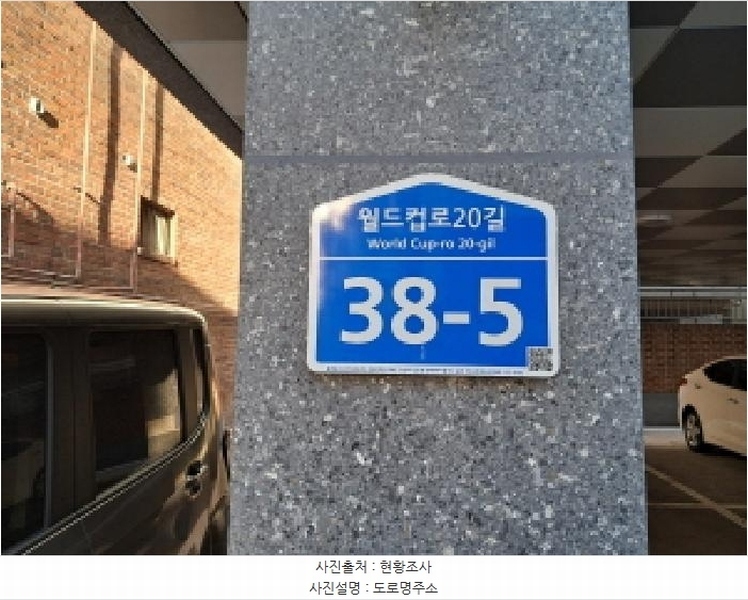 월드컵로20길
World Cup-ro 20-gil
38-5
사진출처 : 현황조사
사진설명 : 도로명주소